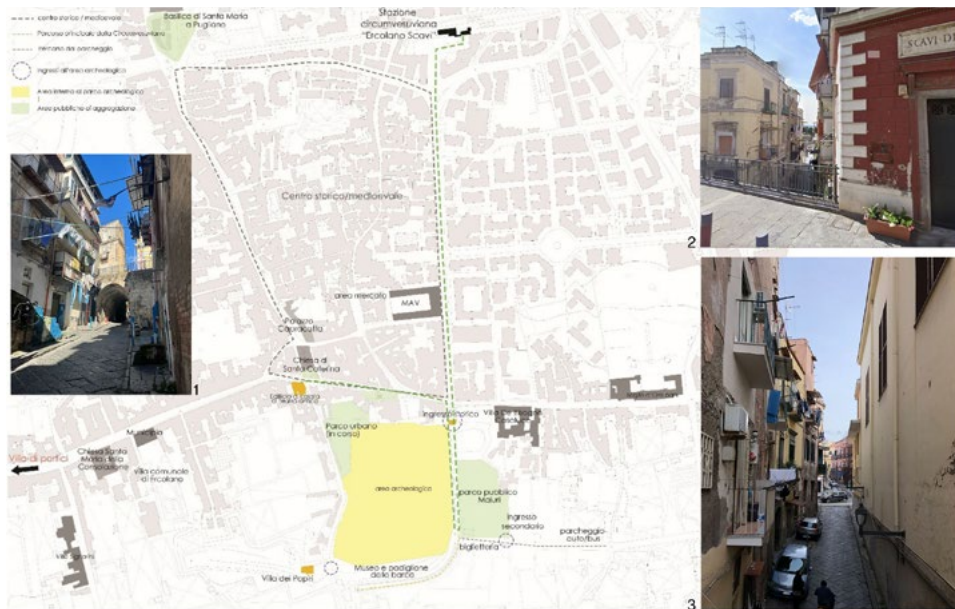 centro storico / medioevale
Percorso principale dalla Circumvesuviana
Percorso dal parcheggio
Ingressi all'area archeologica
Area interna al parco archeologico
Aree pubbliche di aggregazione
Basilica di Santa Maria
a Pugliano
Stazione
circumvesuviana
"Ercolano Scavi"
SCAVI DI
Centro storico/medioevale
2
area mercato
MAV
Palazzo
Capracotta
Chiesa di
Santa Caterina
1
ingresso storico
Villa De
Parco urbano
(in corso)
Municipio
Chiesa Santa
Maria della
Consolazione
Villa di portici
villa comunale
di Ercolano
area archeologica
parco pubblico
Maiuri
ingresso
secondario
parcheggio
auto/bus
biglietteria
Museo e padiglione
della barca
Villa dei Papiri
3